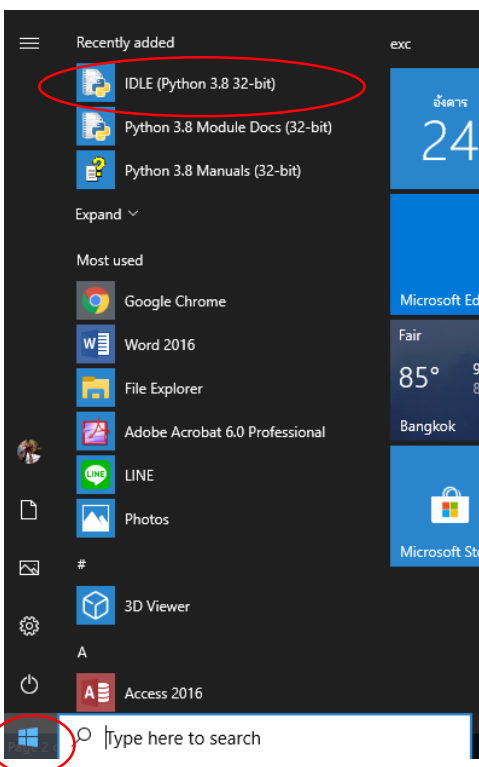 Recently added
exc
IDLE (Python 3.8 32-bit)
Python 3.8 Module Docs (32-bit)
Python 3.8 Manuals (32-bit)
Expand
Most used
Google Chrome
Word 2016
File Explorer
Adobe Acrobat 6.0 Professional
LINE
LINE
Photos
#
3D Viewer
A
Access 2016
Type here to search
อังคาร
24
Microsoft Ed
Fair
85°
Bangkok
Microsoft Sto